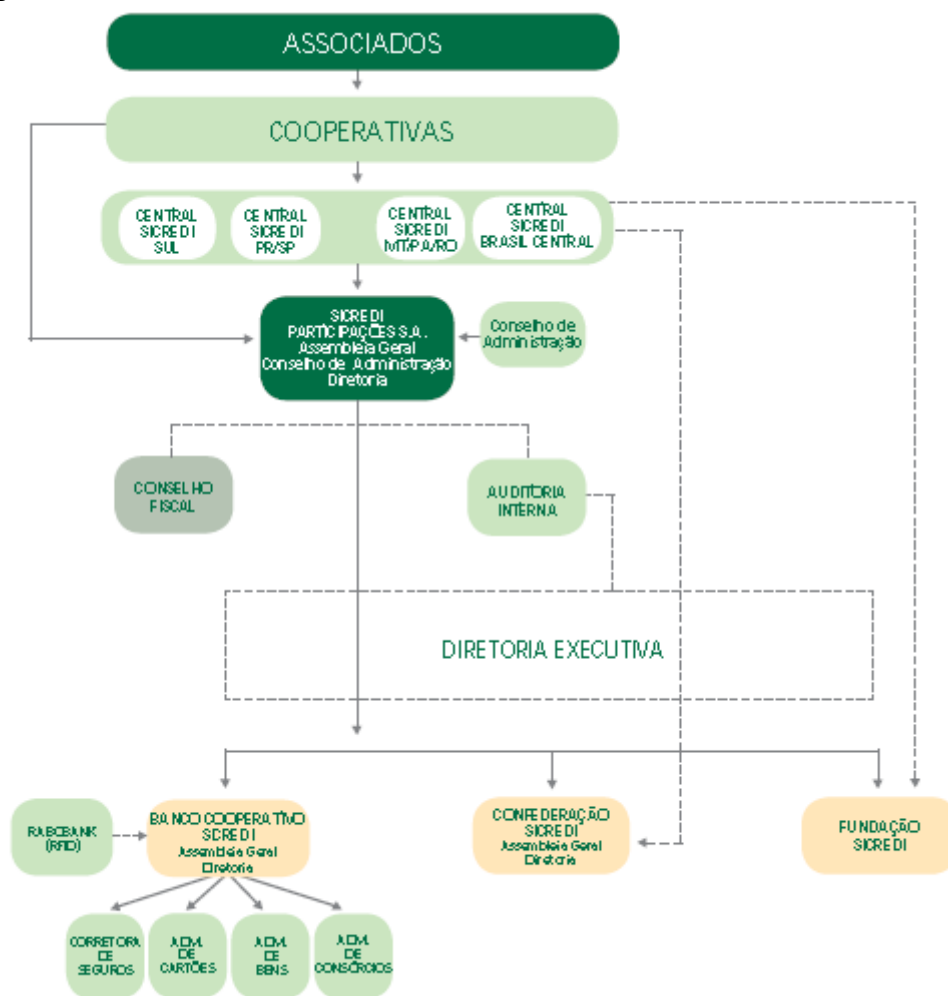 ASSOCIADOS
COOPERATIVAS
CENTRAL
SICREDI
SUL
CENTRAL
SICREDI
PR/SP
CENTRAL
SICREDI
MT/PA/RO
CENTRAL
SICREDI
BRASIL CENTRAL
SICREDI
PARTICIPAÇÕES S.A.
Assembleia Geral
Conselho de Administração
Diretoria
Conselho de
Administração
CONSELHO
FISCAL
AUDITORIA
INTERNA
DIRETORIA EXECUTIVA
RABOBANK
(RFID)
BANCO COOPERATIVO
SICREDI
Assembleia Geral
Diretoria
CONFEDERAÇÃO
SICREDI
Assembleia Geral
Diretoria
FUNDAÇÃO
SICREDI
CORRETORA
DE
SEGUROS
ADM.
DE
CARTÕES
ADM.
DE
BENS
ADM.
DE
CONSÓRCIOS